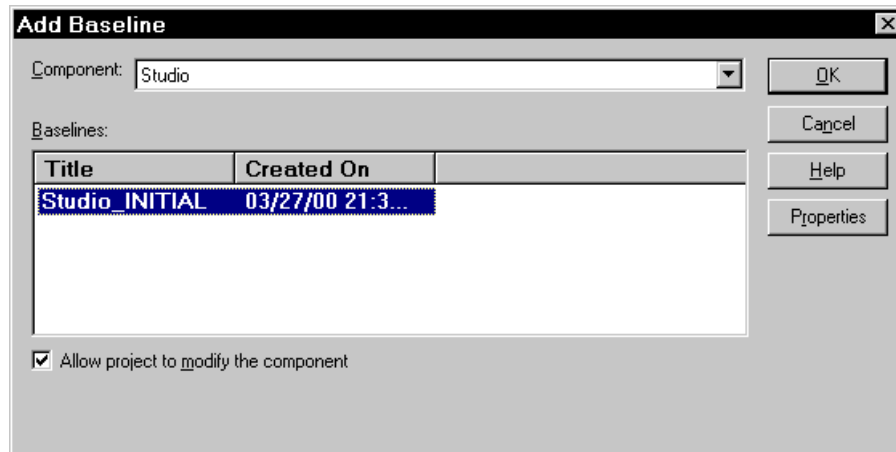 Add Baseline
Component: Studio
OK
Baselines:
Cancel
Title Created On
Help
Studio_INITIAL 03/27/00 21:3...
Properties
Allow project to modify the component